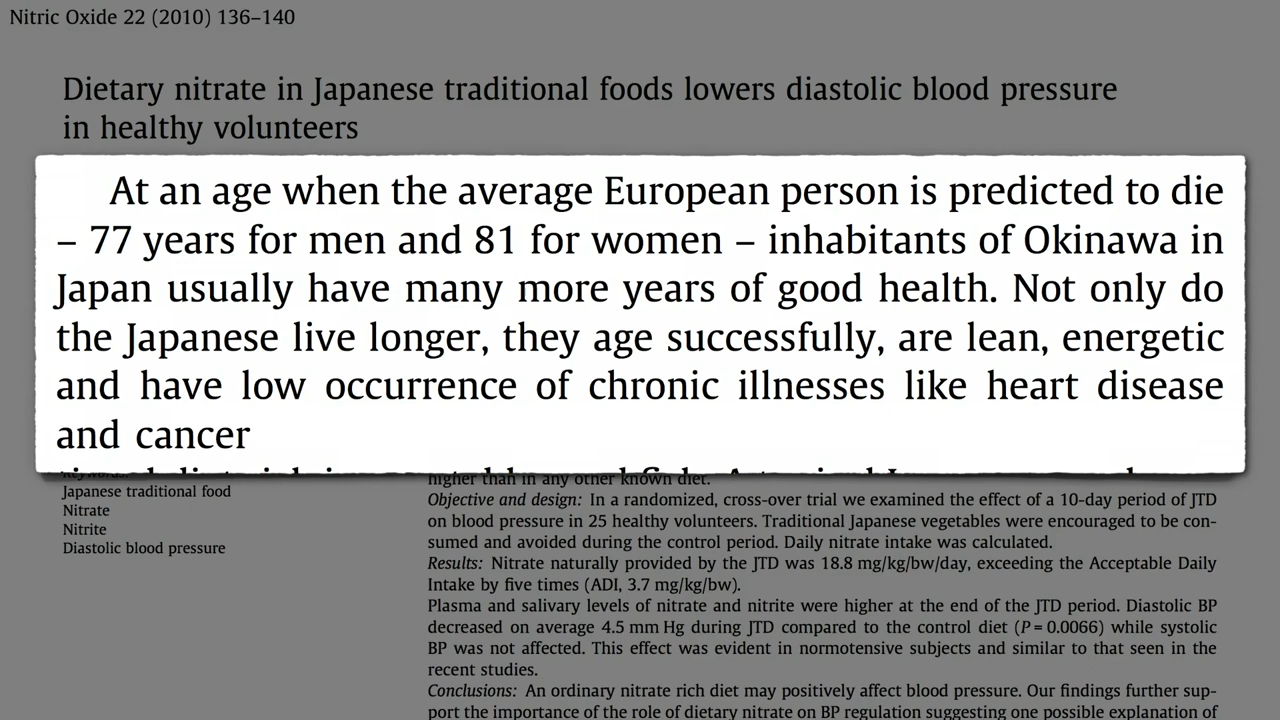 Nitric Oxide 22 (2010) 136–140
Dietary nitrate in Japanese traditional foods lowers diastolic blood pressure
in healthy volunteers
At an age when the average European person is predicted to die
– 77 years for men and 81 for women – inhabitants of Okinawa in
Japan usually have many more years of good health. Not only do
the Japanese live longer, they age successfully, are lean, energetic
and have low occurrence of chronic illnesses like heart disease
and cancer
Keywords:
Japanese traditional food
Nitrate
Nitrite
Diastolic blood pressure
higher than in any other known diet.
Objective and design: In a randomized, cross-over trial we examined the effect of a 10-day period of JTD
on blood pressure in 25 healthy volunteers. Traditional Japanese vegetables were encouraged to be con-
sumed and avoided during the control period. Daily nitrate intake was calculated.
Results: Nitrate naturally provided by the JTD was 18.8 mg/kg/bw/day, exceeding the Acceptable Daily
Intake by five times (ADI, 3.7 mg/kg/bw).
Plasma and salivary levels of nitrate and nitrite were higher at the end of the JTD period. Diastolic BP
decreased on average 4.5 mm Hg during JTD compared to the control diet (P = 0.0066) while systolic
BP was not affected. This effect was evident in normotensive subjects and similar to that seen in the
recent studies.
Conclusions: An ordinary nitrate rich diet may positively affect blood pressure. Our findings further sup-
port the importance of the role of dietary nitrate on BP regulation suggesting one possible explanation of